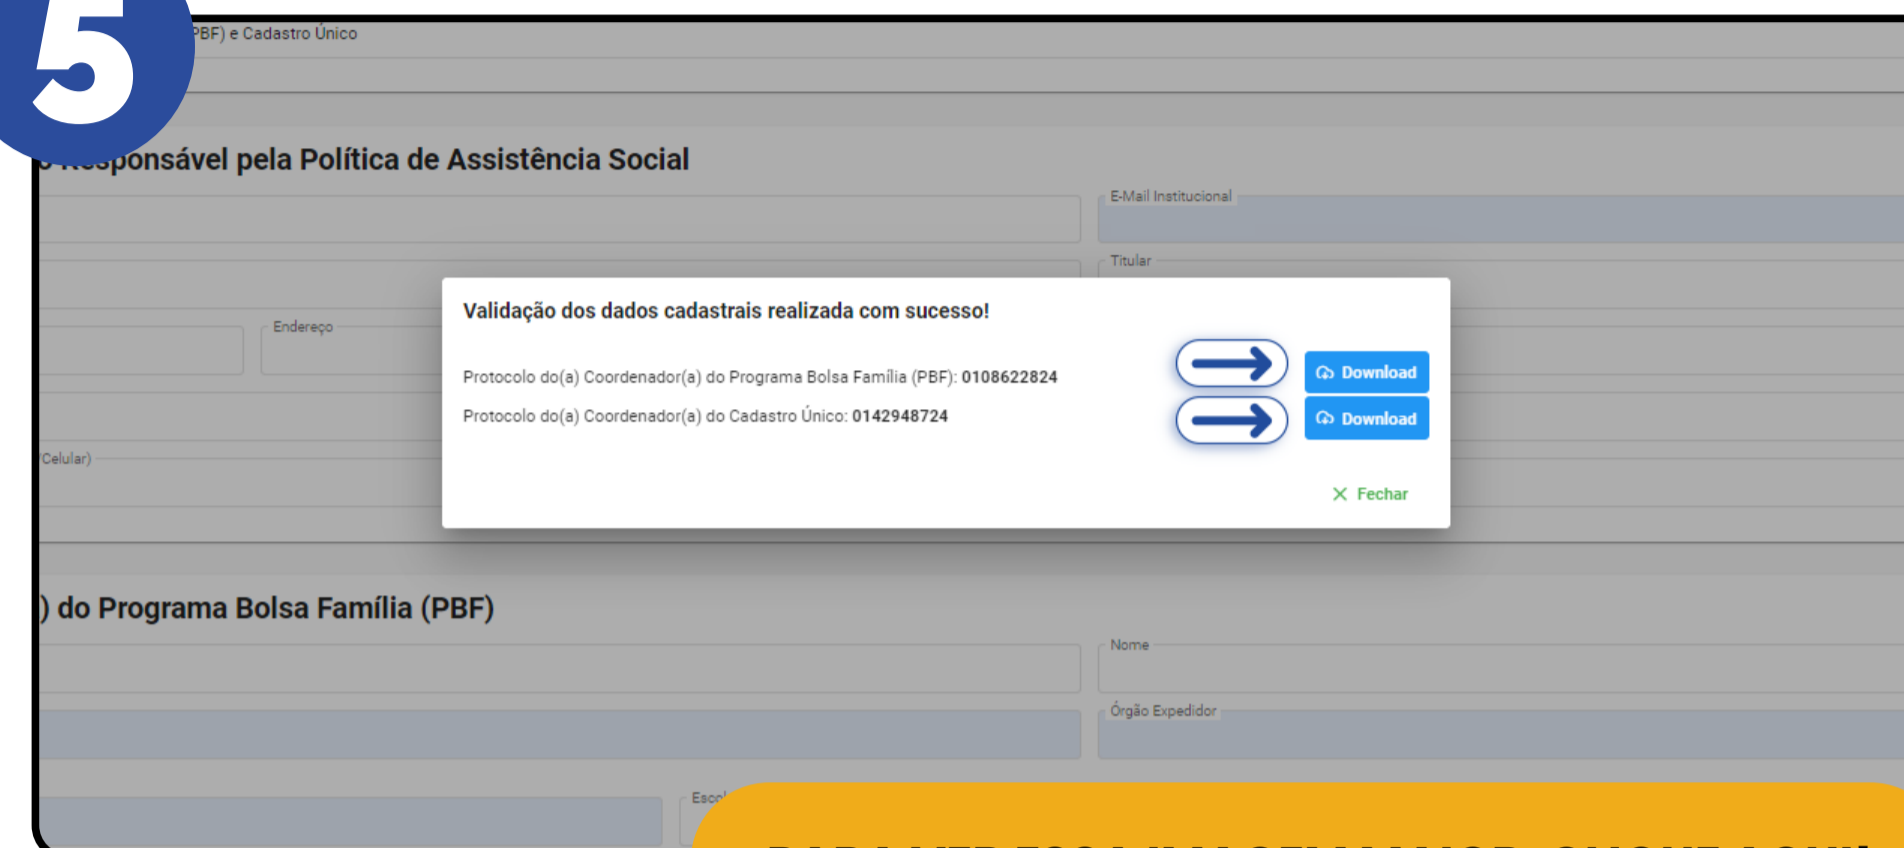 5
PBF) e Cadastro Único
Responsável pela Política de Assistência Social
E-Mail Institucional
Titular
Endereço
Validação dos dados cadastrais realizada com sucesso!
Protocolo do(a) Coordenador(a) do Programa Bolsa Família (PBF): 0108622824
Download
Protocolo do(a) Coordenador(a) do Cadastro Único: 0142948724
Download
Celular)
Fechar
) do Programa Bolsa Família (PBF)
Nome
Órgão Expedidor